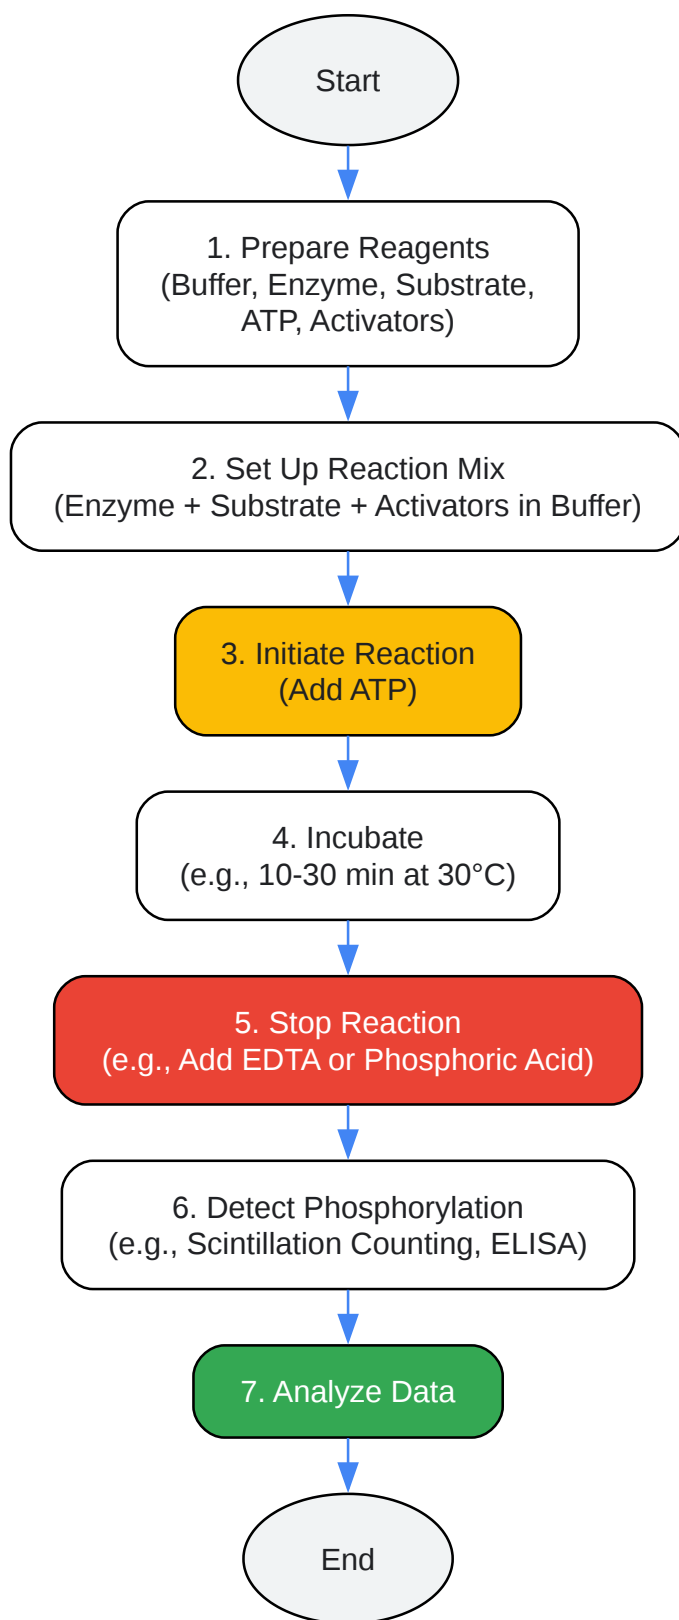 Start
1. Prepare Reagents
(Buffer, Enzyme, Substrate,
ATP, Activators)
2. Set Up Reaction Mix
(Enzyme + Substrate + Activators in Buffer)
3. Initiate Reaction
(Add ATP)
4. Incubate
(e.g., 10-30 min at 30°C)
5. Stop Reaction
(e.g., Add EDTA or Phosphoric Acid)
6. Detect Phosphorylation
(e.g., Scintillation Counting, ELISA)
7. Analyze Data
End